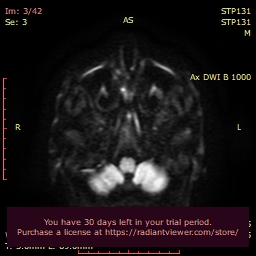 Im: 3/42
Se: 3
AS
STP131
STP131
M
Ax DWI B 1000
R
L
You have 30 days left in your trial period.
Purchase a license at https://radiantviewer.com/store/